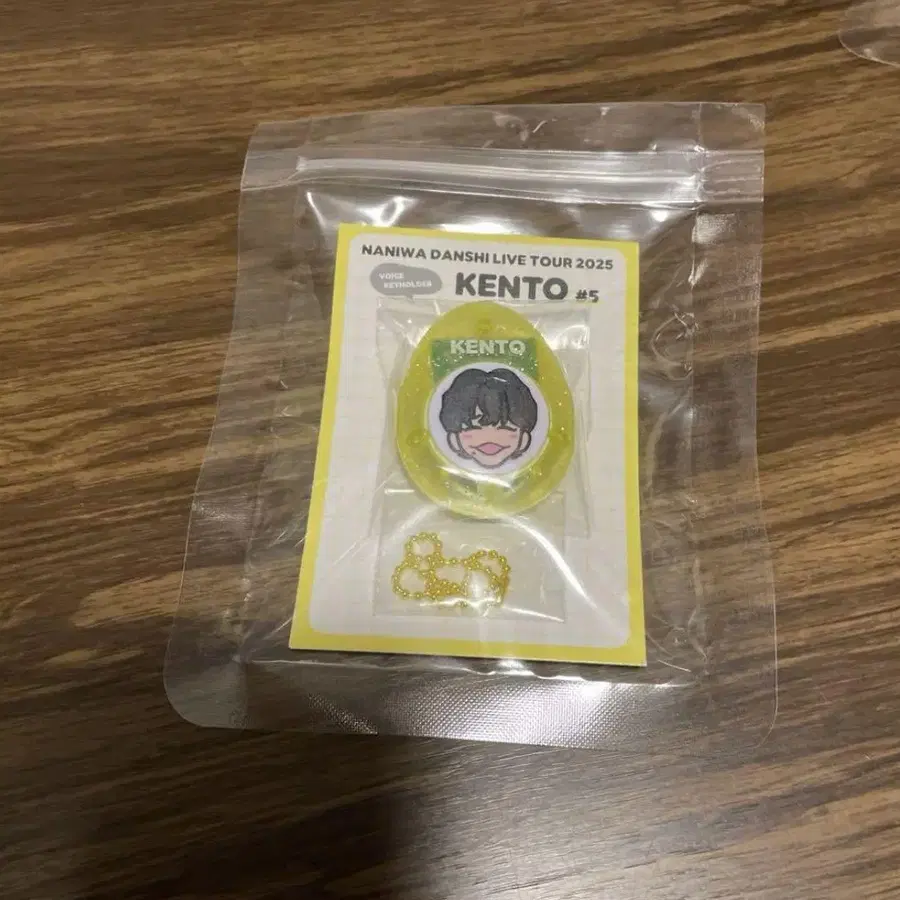 NANIWA DANSHI LIVE TOUR 2025
VOICE
KEYHOLDER
KENTO #5
KENTO